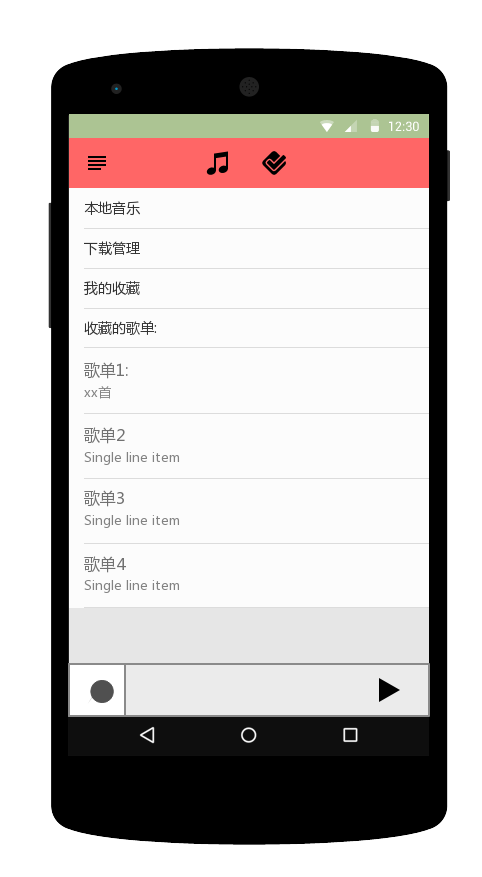 12:30
本地音乐
下载管理
我的收藏
收藏的歌单:
歌单1:
xx首
歌单2
Single line item
歌单3
Single line item
歌单4
Single line item